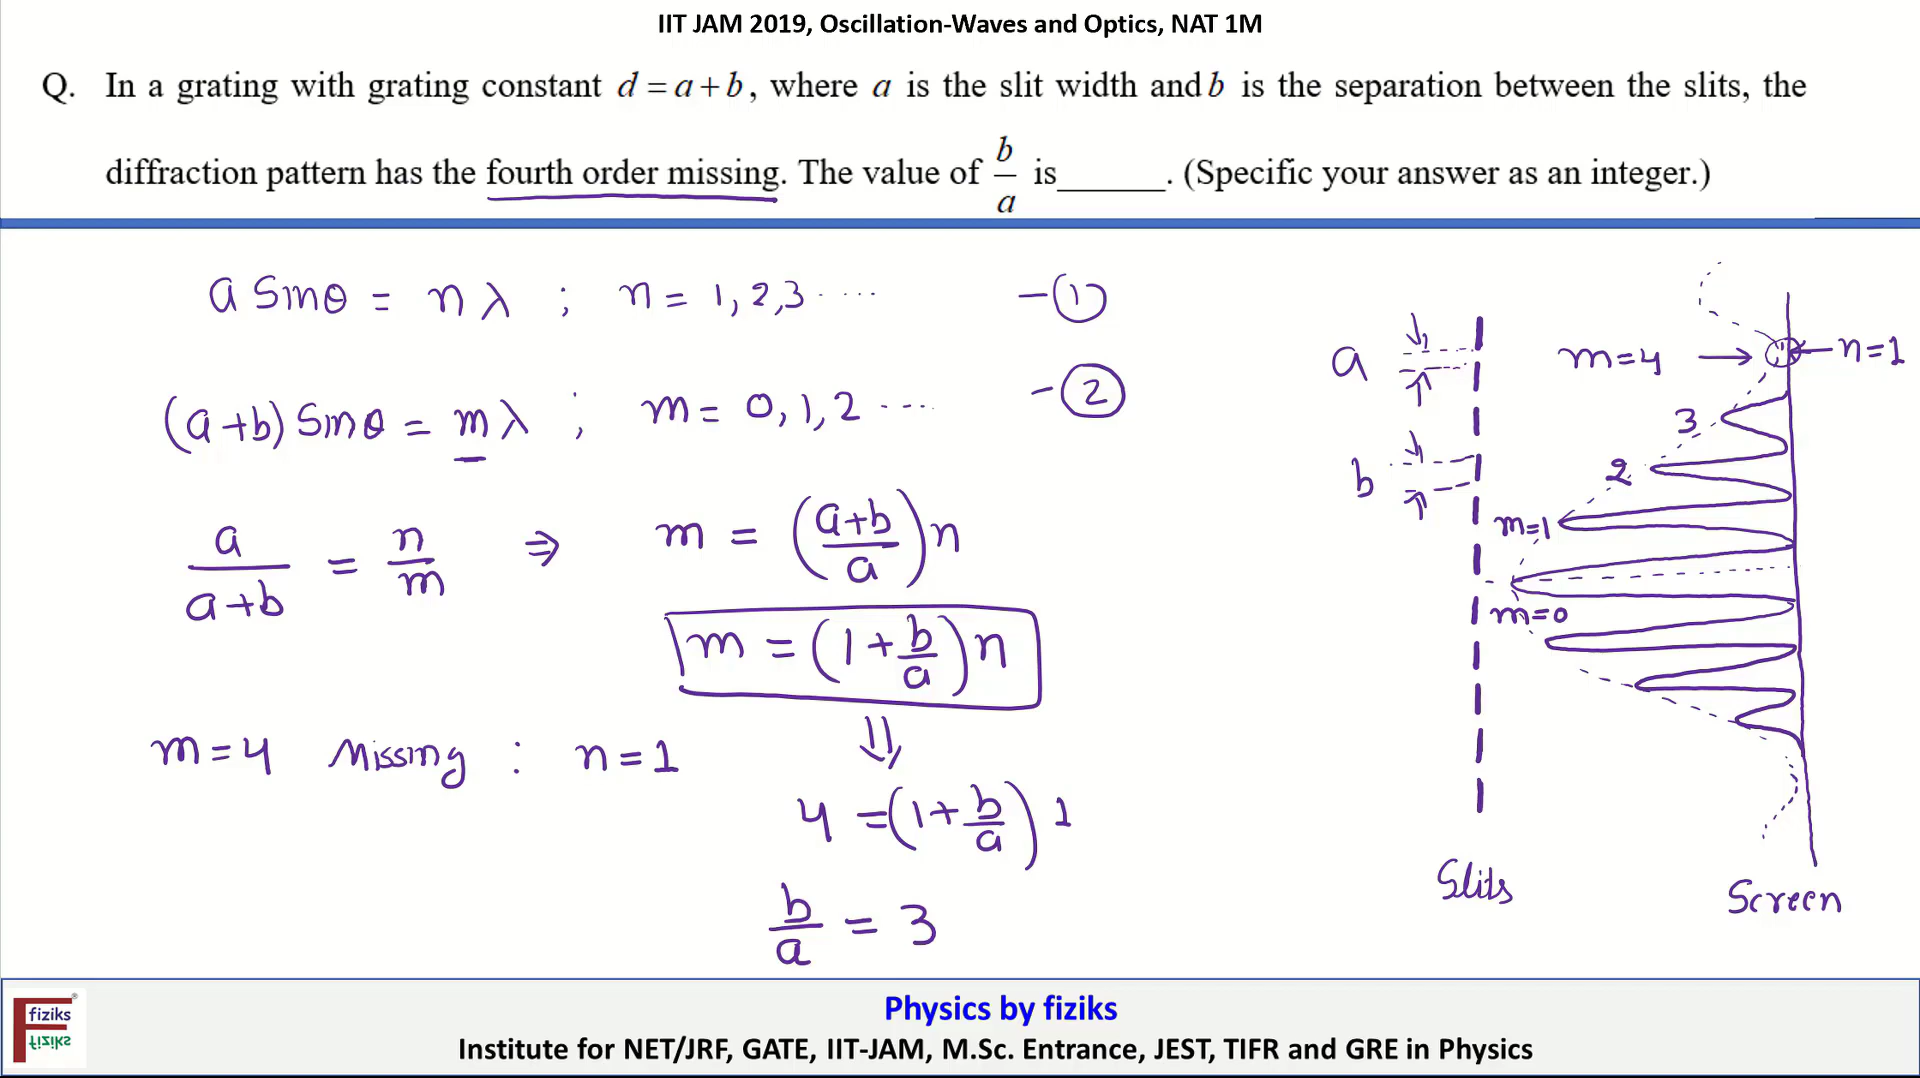 IIT JAM 2019, Oscillation-Waves and Optics, NAT 1M
Q. In a grating with grating constant d = a + b, where a is the slit width and b is the separation between the slits, the
diffraction pattern has the fourth order missing. The value of b/a is______. (Specific your answer as an integer.)
a Sinθ = nλ ; n = 1, 2, 3 ..... -(1)
(a+b) Sinθ = mλ ; m = 0, 1, 2 .... -(2)
a/(a+b) = n/m ⇒ m = ((a+b)/a) n
m = (1 + b/a) n
m=4 Missing : n=1
⇓
4 = (1 + b/a) 1
b/a = 3
a
b
m=4 →
← n=1
3
2
m=1
m=0
Slits
Screen
fiziks
fiziks
Physics by fiziks
Institute for NET/JRF, GATE, IIT-JAM, M.Sc. Entrance, JEST, TIFR and GRE in Physics